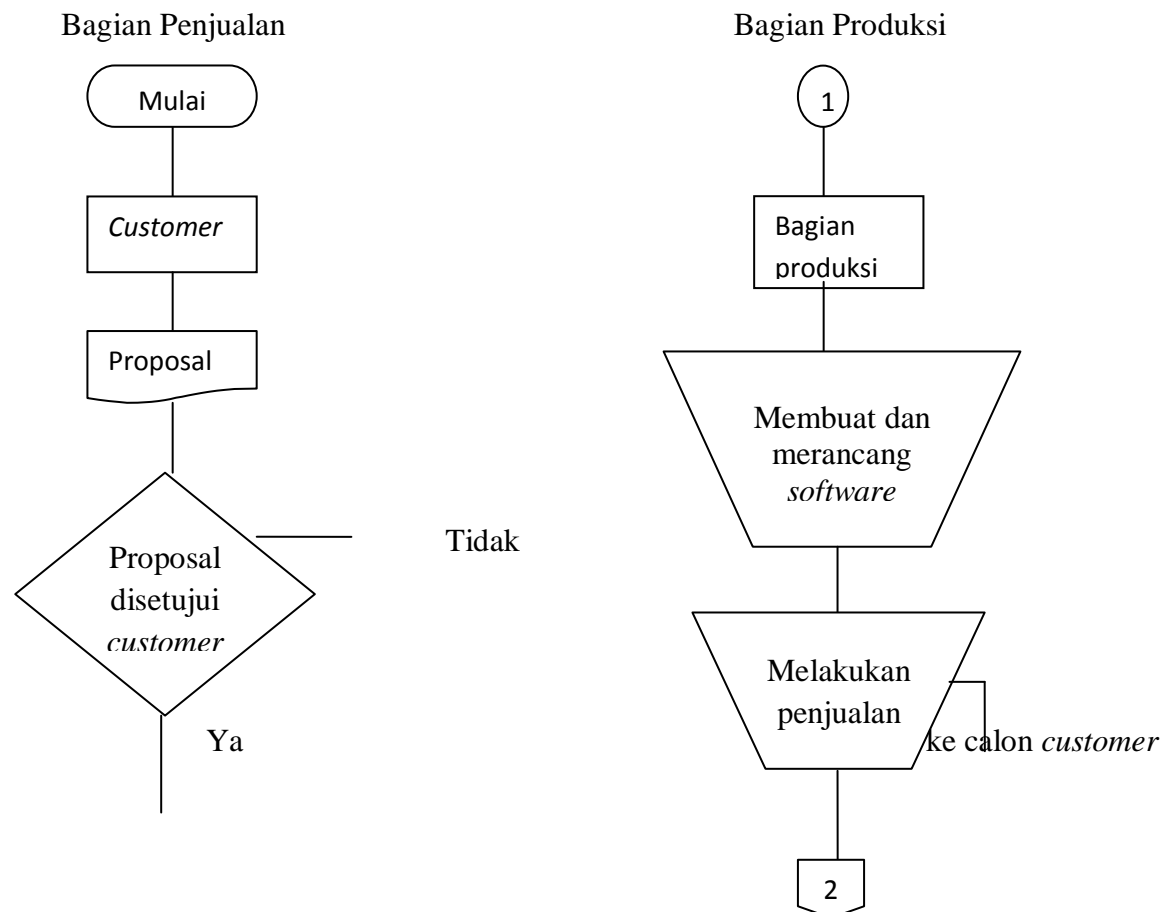 Bagian Penjualan
Mulai
Customer
Proposal
Proposal
disetujui
customer
Tidak
Ya
Bagian Produksi
1
Bagian
produksi
Membuat dan
merancang
software
Melakukan
penjualan
ke calon customer
2